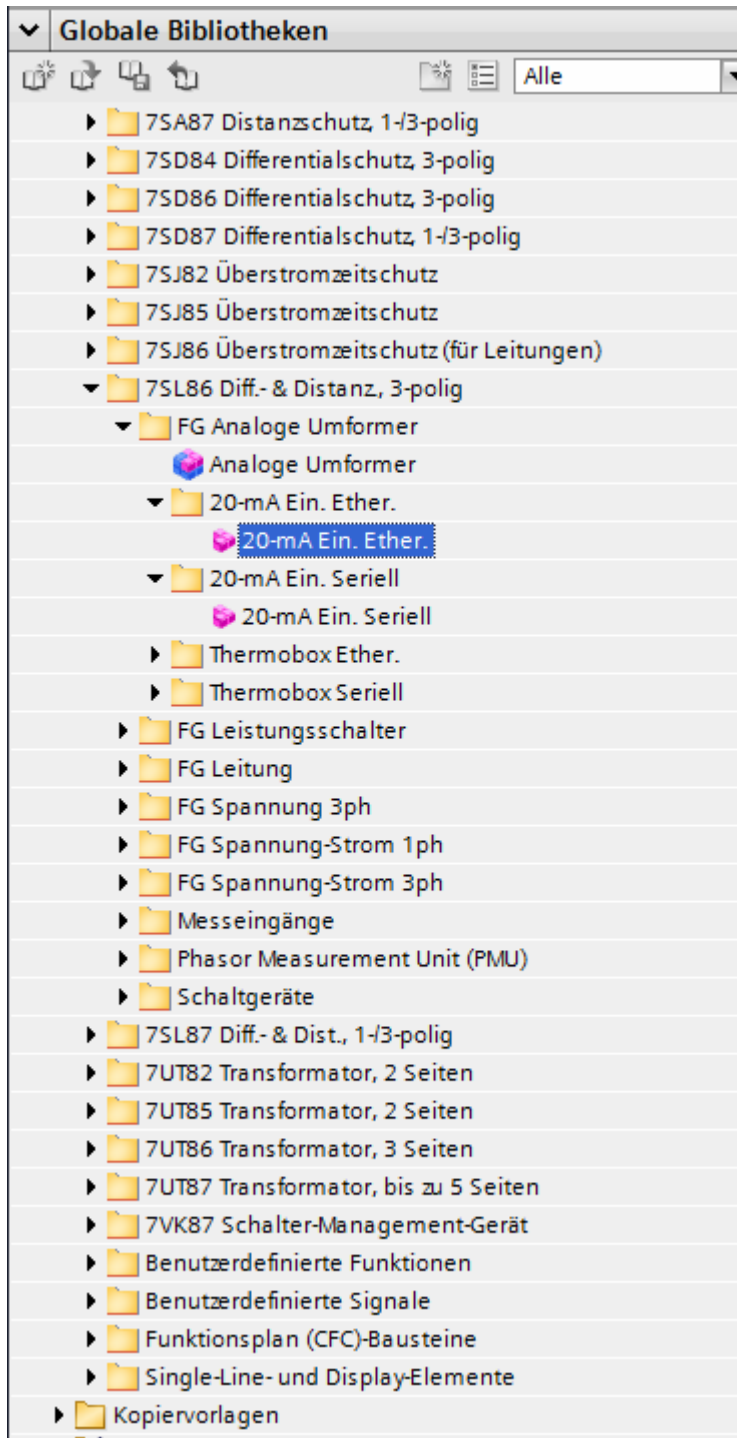 Globale Bibliotheken
Alle
7SA87 Distanzschutz, 1-/3-polig
7SD84 Differentialschutz, 3-polig
7SD86 Differentialschutz, 3-polig
7SD87 Differentialschutz, 1-/3-polig
7SJ82 Überstromzeitschutz
7SJ85 Überstromzeitschutz
7SJ86 Überstromzeitschutz (für Leitungen)
7SL86 Diff.- & Distanz., 3-polig
FG Analoge Umformer
Analoge Umformer
20-mA Ein. Ether.
20-mA Ein. Ether.
20-mA Ein. Seriell
20-mA Ein. Seriell
Thermobox Ether.
Thermobox Seriell
FG Leistungsschalter
FG Leitung
FG Spannung 3ph
FG Spannung-Strom 1ph
FG Spannung-Strom 3ph
Messeingänge
Phasor Measurement Unit (PMU)
Schaltgeräte
7SL87 Diff.- & Dist., 1-/3-polig
7UT82 Transformator, 2 Seiten
7UT85 Transformator, 2 Seiten
7UT86 Transformator, 3 Seiten
7UT87 Transformator, bis zu 5 Seiten
7VK87 Schalter-Management-Gerät
Benutzerdefinierte Funktionen
Benutzerdefinierte Signale
Funktionsplan (CFC)-Bausteine
Single-Line- und Display-Elemente
Kopiervorlagen